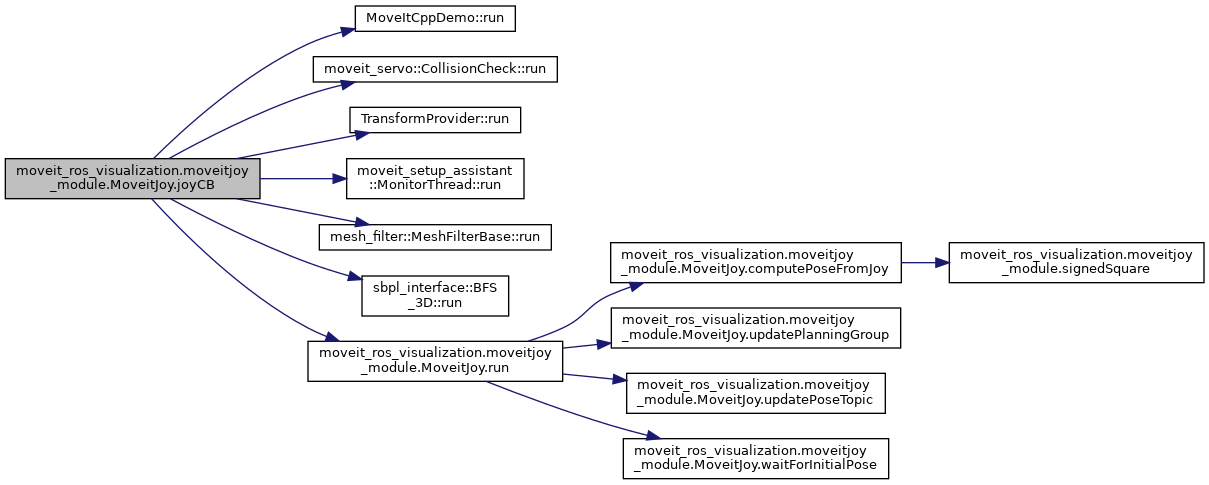 MoveItCppDemo::run
moveit_servo::CollisionCheck::run
TransformProvider::run
moveit_ros_visualization.moveitjoy
_module.MoveitJoy.joyCB
moveit_setup_assistant
::MonitorThread::run
mesh_filter::MeshFilterBase::run
sbpl_interface::BFS
_3D::run
moveit_ros_visualization.moveitjoy
_module.MoveitJoy.run
moveit_ros_visualization.moveitjoy
_module.MoveitJoy.computePoseFromJoy
moveit_ros_visualization.moveitjoy
_module.signedSquare
moveit_ros_visualization.moveitjoy
_module.MoveitJoy.updatePlanningGroup
moveit_ros_visualization.moveitjoy
_module.MoveitJoy.updatePoseTopic
moveit_ros_visualization.moveitjoy
_module.MoveitJoy.waitForInitialPose